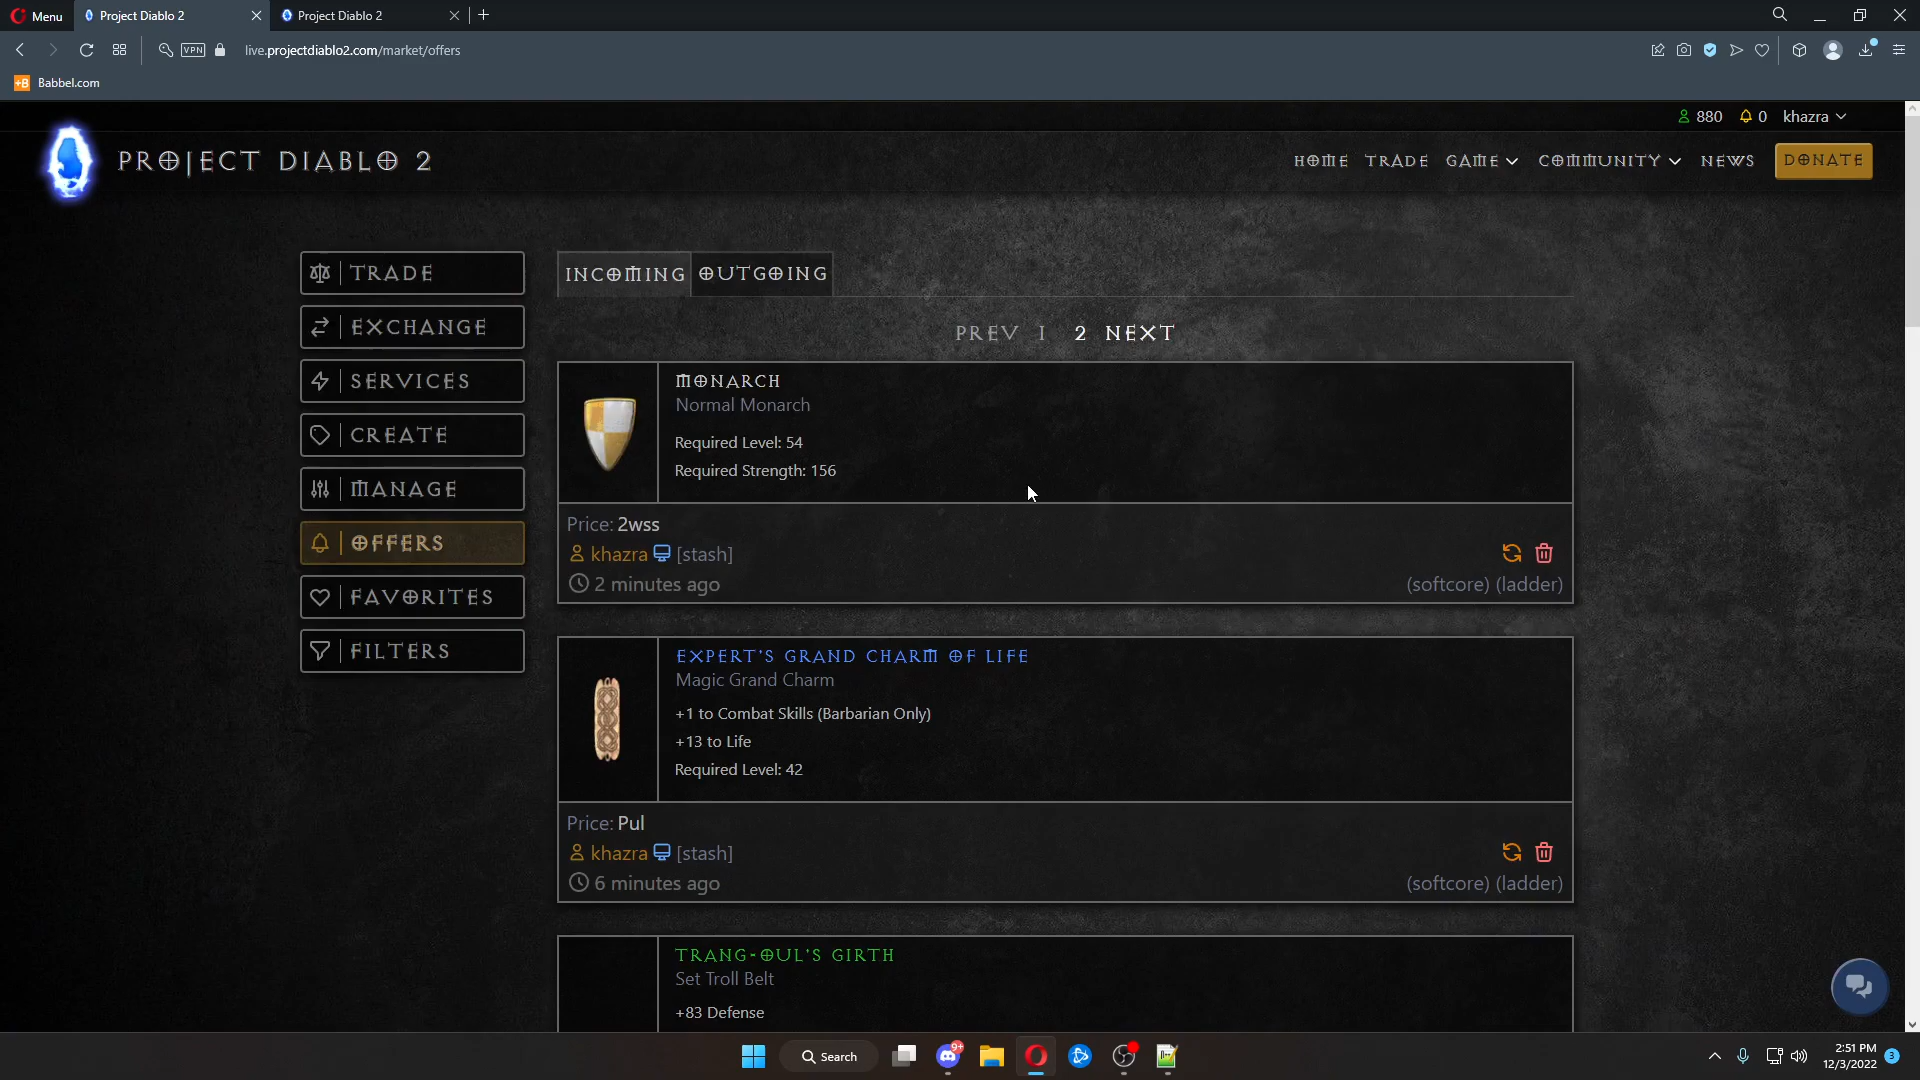 Menu
Project Diablo 2
Project Diablo 2
VPN
live.projectdiablo2.com/market/offers
+B Babbel.com
880 0 khazra
PROJECT DIABLO 2
HOME TRADE GAME COMMUNITY NEWS DONATE
TRADE
EXCHANGE
SERVICES
CREATE
MANAGE
OFFERS
FAVORITES
FILTERS
INCOMING OUTGOING
PREV 1 2 NEXT
MONARCH
Normal Monarch
Required Level: 54
Required Strength: 156
Price: 2wss
khazra [stash]
2 minutes ago
(softcore) (ladder)
EXPERT'S GRAND CHARM OF LIFE
Magic Grand Charm
+1 to Combat Skills (Barbarian Only)
+13 to Life
Required Level: 42
Price: Pul
khazra [stash]
6 minutes ago
(softcore) (ladder)
TRANG-OUL'S GIRTH
Set Troll Belt
+83 Defense
Search
9+
2:51 PM
12/3/2022
3